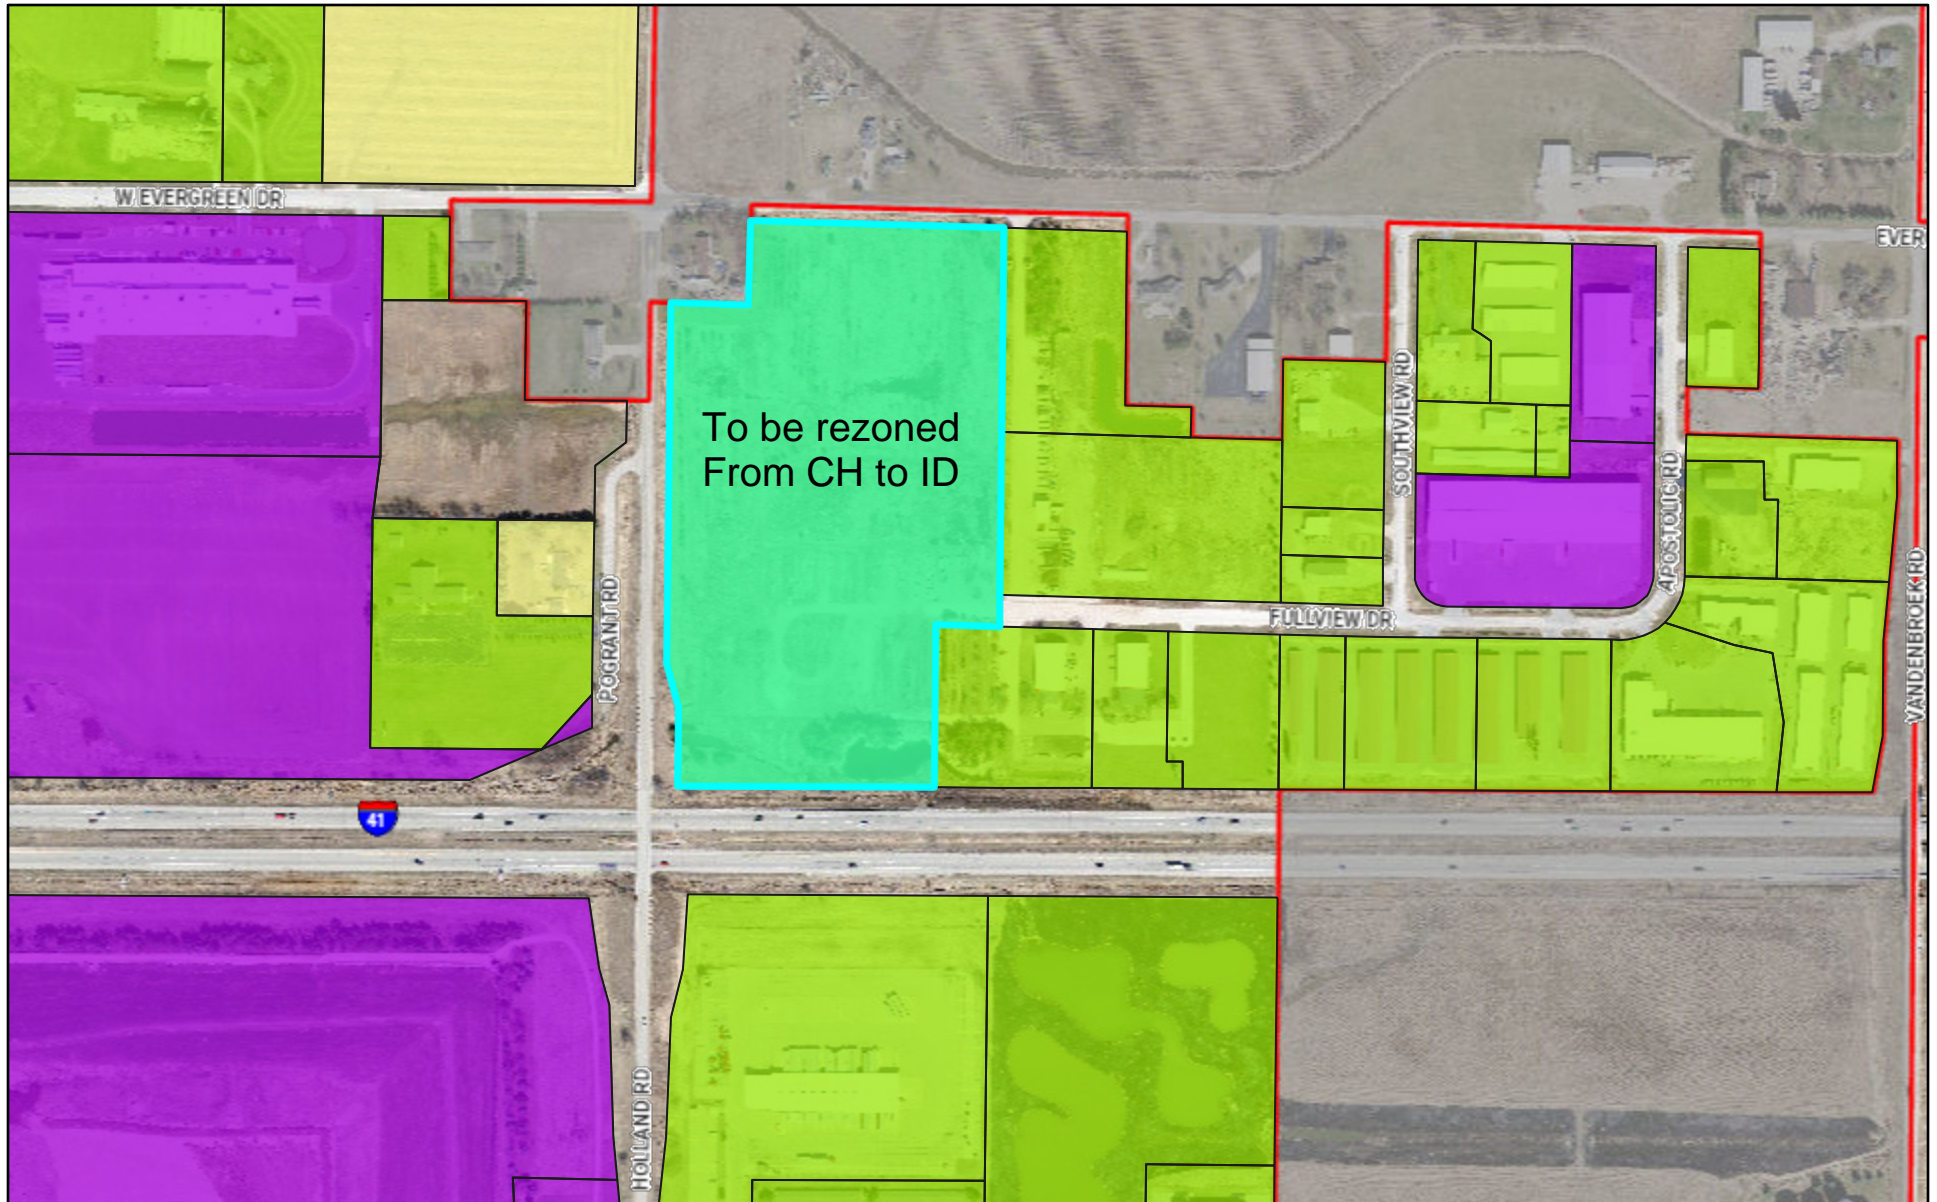 W EVERGREEN DR
EVER
To be rezoned
From CH to ID
SOUTHVIEW RD
APOSTOLIC RD
VANDENBROEK RD
POGRANT RD
FULLVIEW DR
41
HOLLAND RD